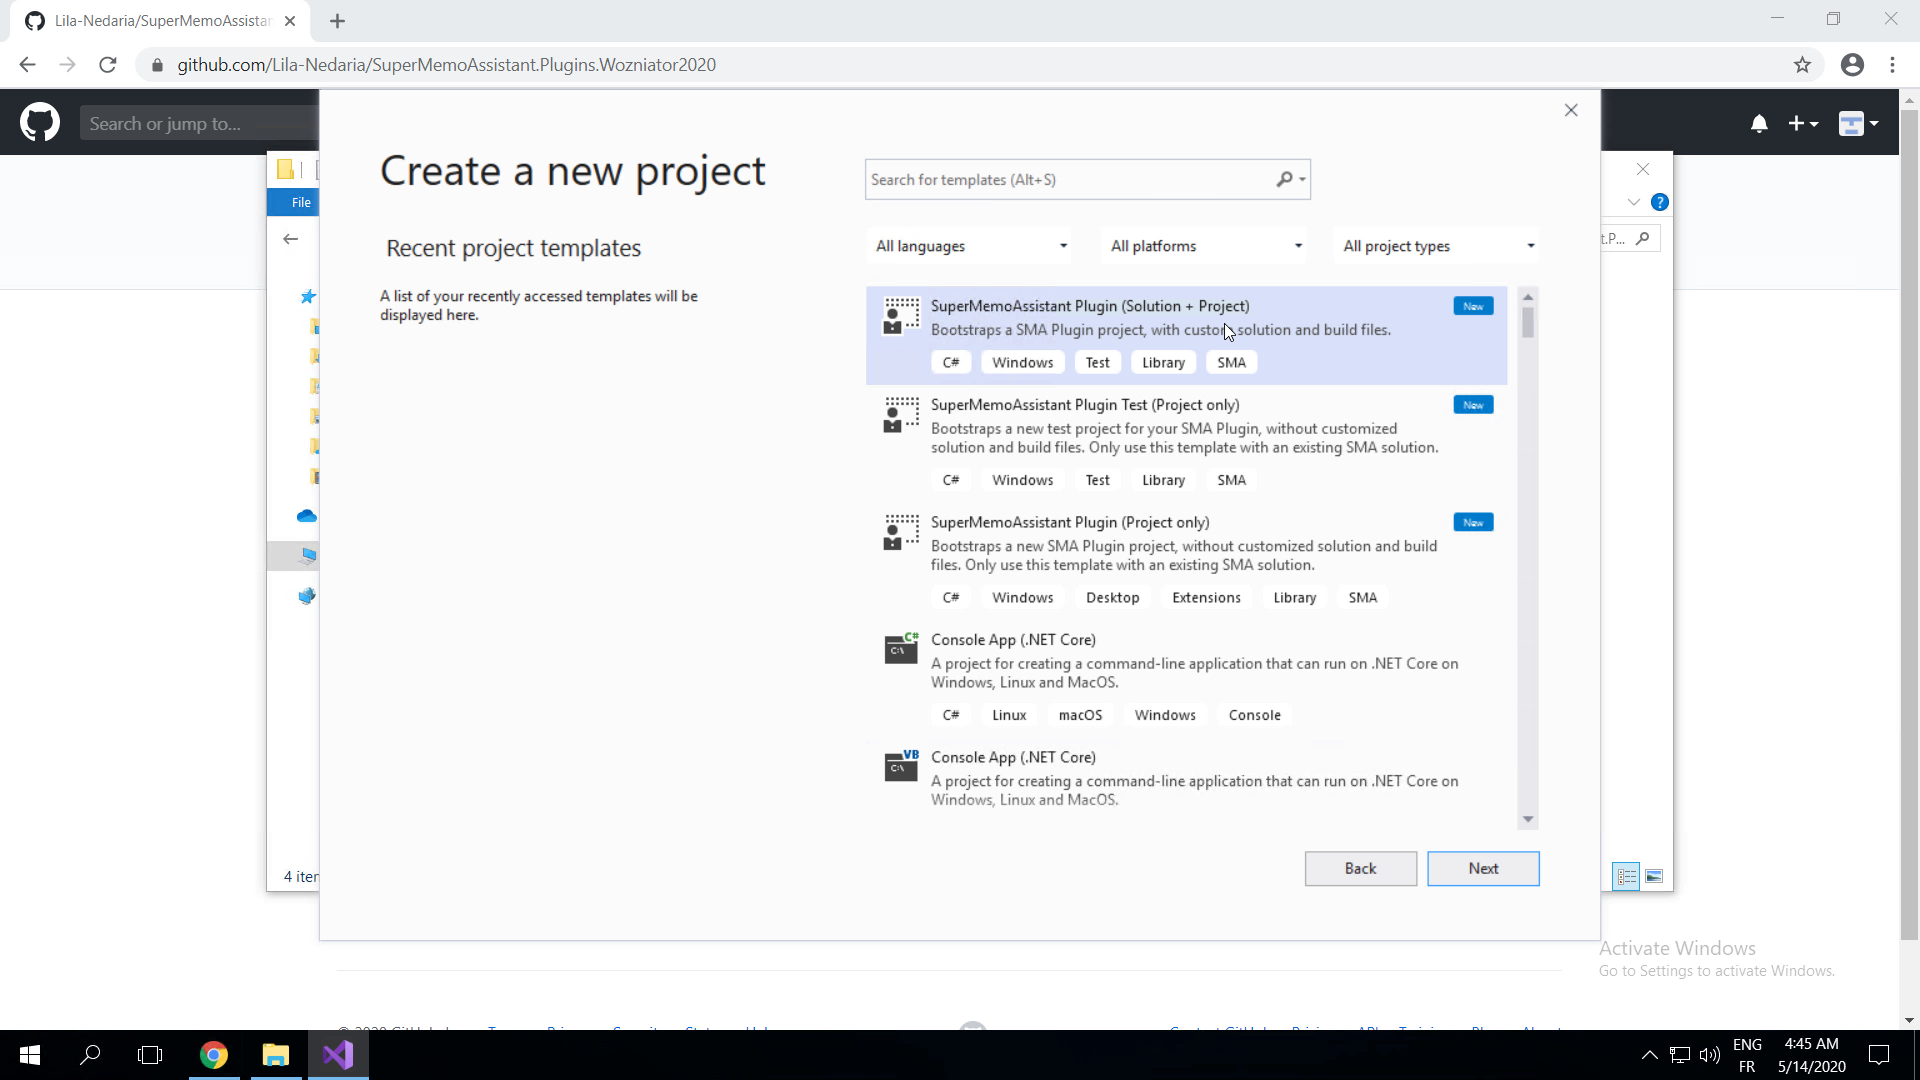 Lila-Nedaria/SuperMemoAssistan
github.com/Lila-Nedaria/SuperMemoAssistant.Plugins.Wozniator2020
Search or jump to...
File
t.P...
4 iter
Create a new project
Search for templates (Alt+S)
Recent project templates
A list of your recently accessed templates will be
displayed here.
All languages
All platforms
All project types
SuperMemoAssistant Plugin (Solution + Project)
New
Bootstraps a SMA Plugin project, with custom solution and build files.
C# Windows Test Library SMA
SuperMemoAssistant Plugin Test (Project only)
New
Bootstraps a new test project for your SMA Plugin, without customized
solution and build files. Only use this template with an existing SMA solution.
C# Windows Test Library SMA
SuperMemoAssistant Plugin (Project only)
New
Bootstraps a new SMA Plugin project, without customized solution and build
files. Only use this template with an existing SMA solution.
C# Windows Desktop Extensions Library SMA
C#
C:\
Console App (.NET Core)
A project for creating a command-line application that can run on .NET Core on
Windows, Linux and MacOS.
C# Linux macOS Windows Console
VB
C:\
Console App (.NET Core)
A project for creating a command-line application that can run on .NET Core on
Windows, Linux and MacOS.
Back
Next
Activate Windows
Go to Settings to activate Windows.
ENG
FR
4:45 AM
5/14/2020